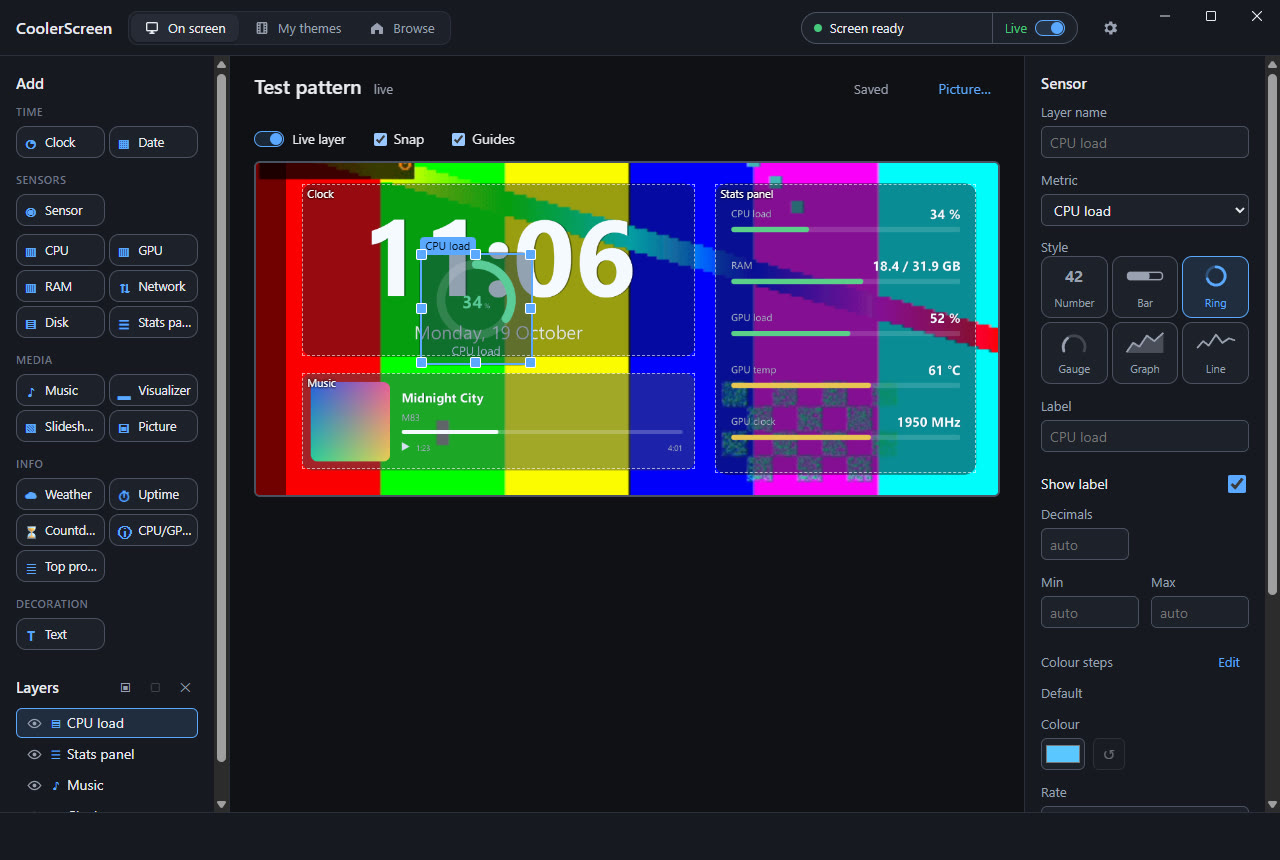 CoolerScreen
On screen
My themes
Browse
Screen ready
Live
Add
TIME
Clock
Date
SENSORS
Sensor
CPU
GPU
RAM
Network
Disk
Stats pa...
MEDIA
Music
Visualizer
Slidesh...
Picture
INFO
Weather
Uptime
Countd...
CPU/GP...
Top pro...
DECORATION
Text
Layers
CPU load
Stats panel
Music
Test pattern live
Saved
Picture...
Live layer
Snap
Guides
Clock
11:06
CPU load
34 %
Monday, 19 October
CPU load
Music
Midnight City
M83
1:23
4:01
Stats panel
CPU load 34 %
RAM 18.4 / 31.9 GB
GPU load 52 %
GPU temp 61 °C
GPU clock 1950 MHz
Sensor
Layer name
CPU load
Metric
CPU load
Style
42
Number
Bar
Ring
Gauge
Graph
Line
Label
CPU load
Show label
Decimals
auto
Min
Max
auto
auto
Colour steps
Edit
Default
Colour
Rate